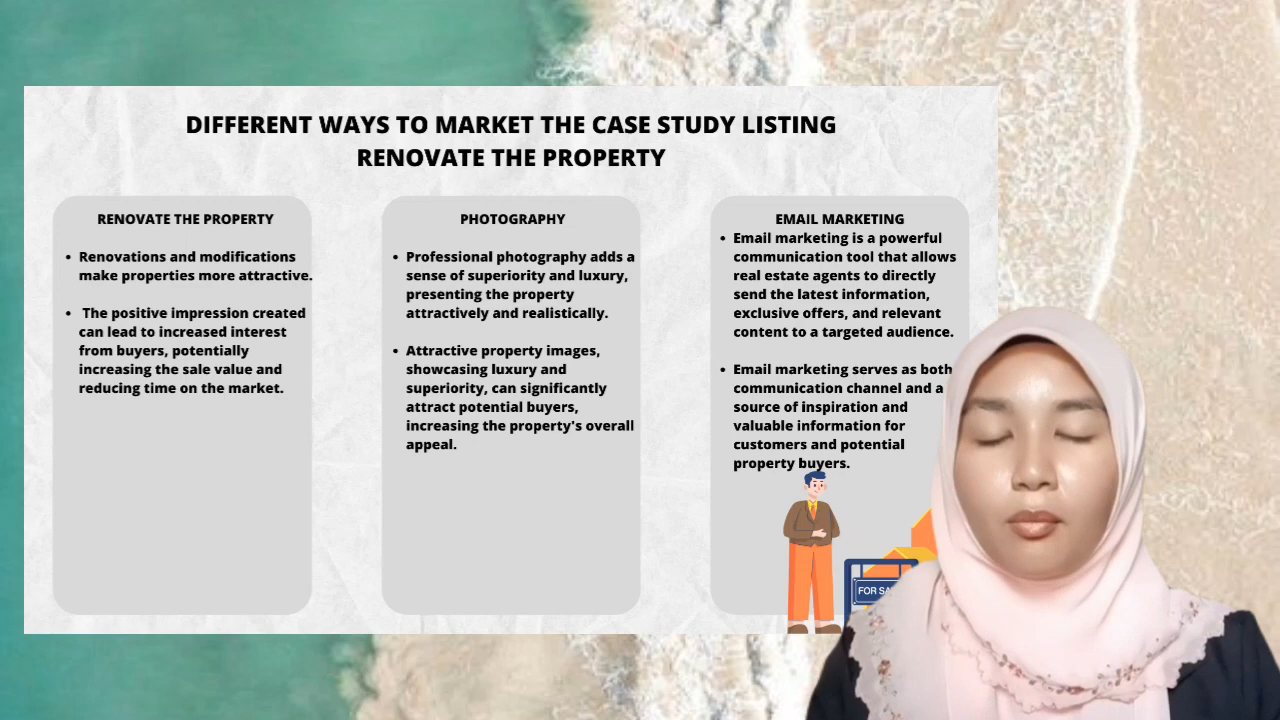 DIFFERENT WAYS TO MARKET THE CASE STUDY LISTING
RENOVATE THE PROPERTY
RENOVATE THE PROPERTY
• Renovations and modifications
make properties more attractive.
• The positive impression created
can lead to increased interest
from buyers, potentially
increasing the sale value and
reducing time on the market.
PHOTOGRAPHY
• Professional photography adds a
sense of superiority and luxury,
presenting the property
attractively and realistically.
• Attractive property images,
showcasing luxury and
superiority, can significantly
attract potential buyers,
increasing the property's overall
appeal.
EMAIL MARKETING
• Email marketing is a powerful
communication tool that allows
real estate agents to directly
send the latest information,
exclusive offers, and relevant
content to a targeted audience.
• Email marketing serves as both
communication channel and a
source of inspiration and
valuable information for
customers and potential
property buyers.
FOR